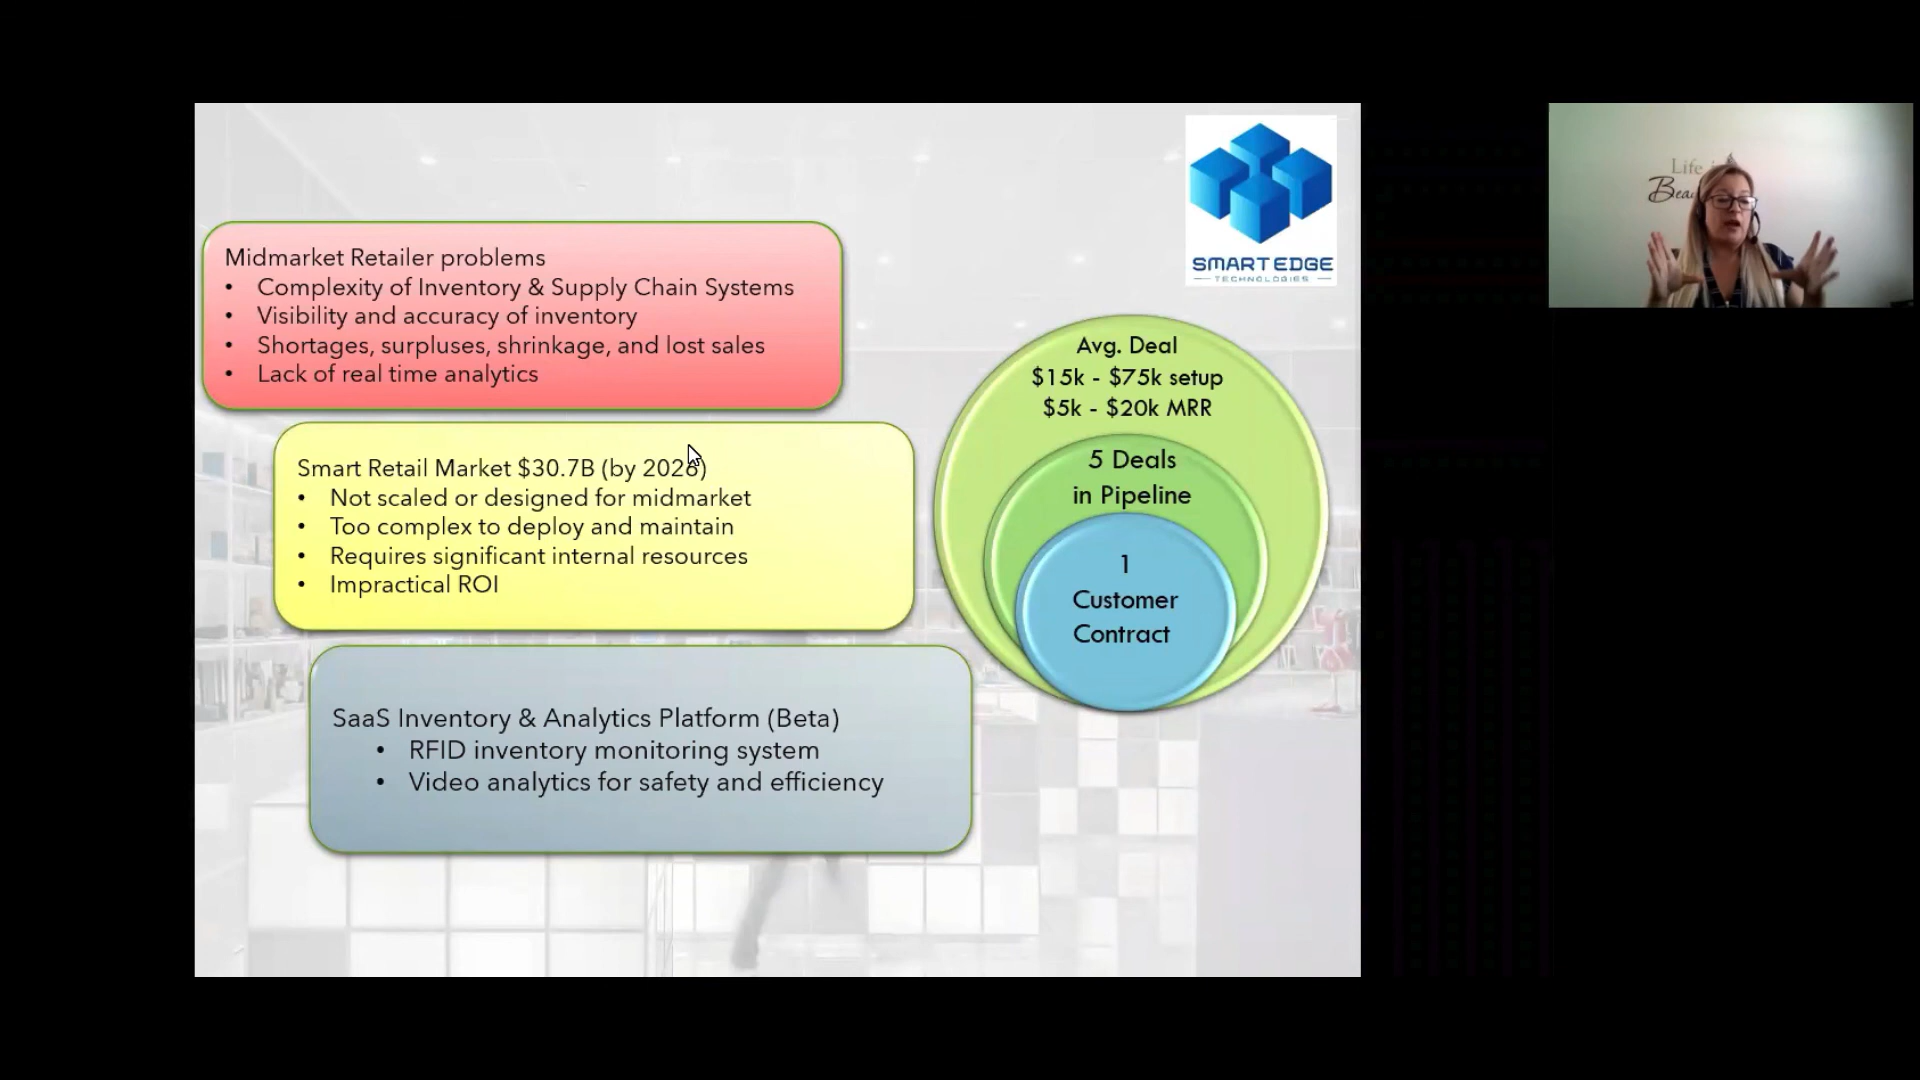 Midmarket Retailer problems
• Complexity of Inventory & Supply Chain Systems
• Visibility and accuracy of inventory
• Shortages, surpluses, shrinkage, and lost sales
• Lack of real time analytics
Smart Retail Market $30.7B (by 2026)
• Not scaled or designed for midmarket
• Too complex to deploy and maintain
• Requires significant internal resources
• Impractical ROI
SaaS Inventory & Analytics Platform (Beta)
• RFID inventory monitoring system
• Video analytics for safety and efficiency
SMART EDGE
TECHNOLOGIES
Avg. Deal
$15k - $75k setup
$5k - $20k MRR
5 Deals
in Pipeline
1
Customer
Contract
Life